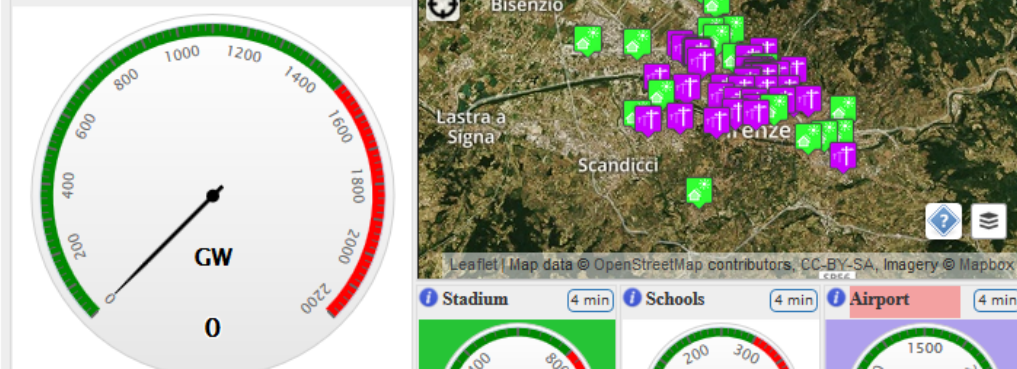 0
200
400
600
800
1000
1200
1400
1600
1800
2000
2200
GW
0
Bisenzio
Lastra a
Signa
Scandicci
renze
?
Leaflet | Map data © OpenStreetMap contributors, CC-BY-SA, Imagery © Mapbox
i Stadium 4 min
i Schools 4 min
i Airport 4 min
200
300
1500